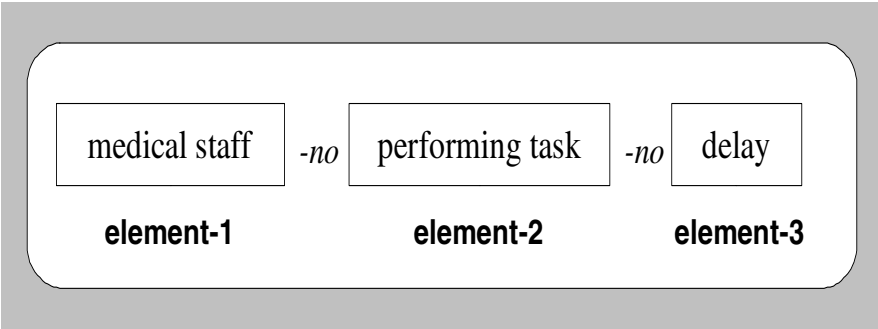 medical staff -no performing task -no delay
element-1 element-2 element-3